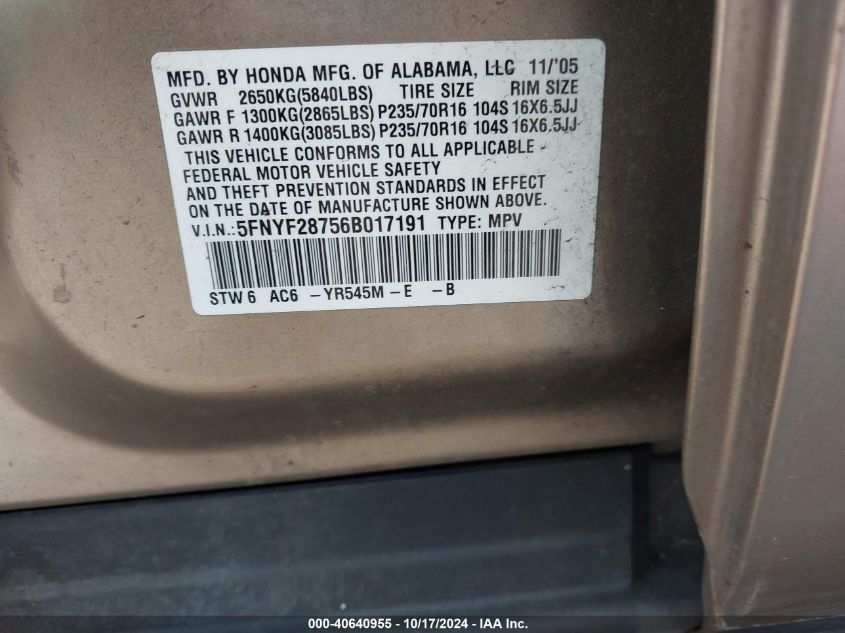 MFD. BY HONDA MFG. OF ALABAMA, LLC 11/'05
GVWR 2650KG(5840LBS) TIRE SIZE RIM SIZE
GAWR F 1300KG(2865LBS) P235/70R16 104S 16X6.5JJ
GAWR R 1400KG(3085LBS) P235/70R16 104S 16X6.5JJ
THIS VEHICLE CONFORMS TO ALL APPLICABLE
FEDERAL MOTOR VEHICLE SAFETY
AND THEFT PREVENTION STANDARDS IN EFFECT
ON THE DATE OF MANUFACTURE SHOWN ABOVE.
V.I.N.:5FNYF28756B017191 TYPE: MPV
STW 6 AC6 -YR545M -E -B
000-40640955 - 10/17/2024 - IAA Inc.